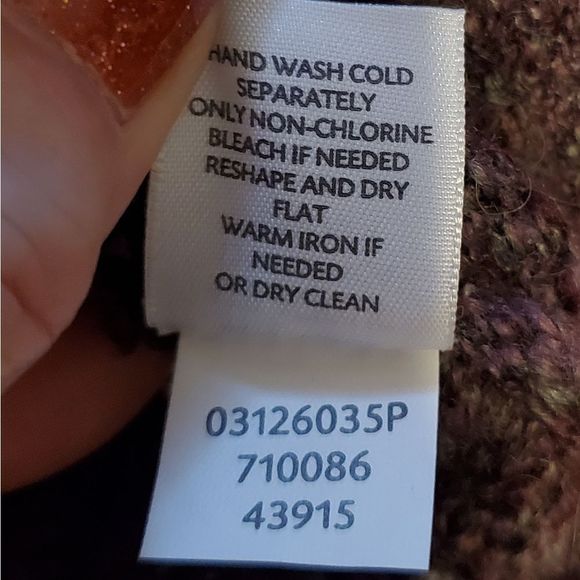 HAND WASH COLD
SEPARATELY
ONLY NON-CHLORINE
BLEACH IF NEEDED
RESHAPE AND DRY
FLAT
WARM IRON IF
NEEDED
OR DRY CLEAN
03126035P
710086
43915